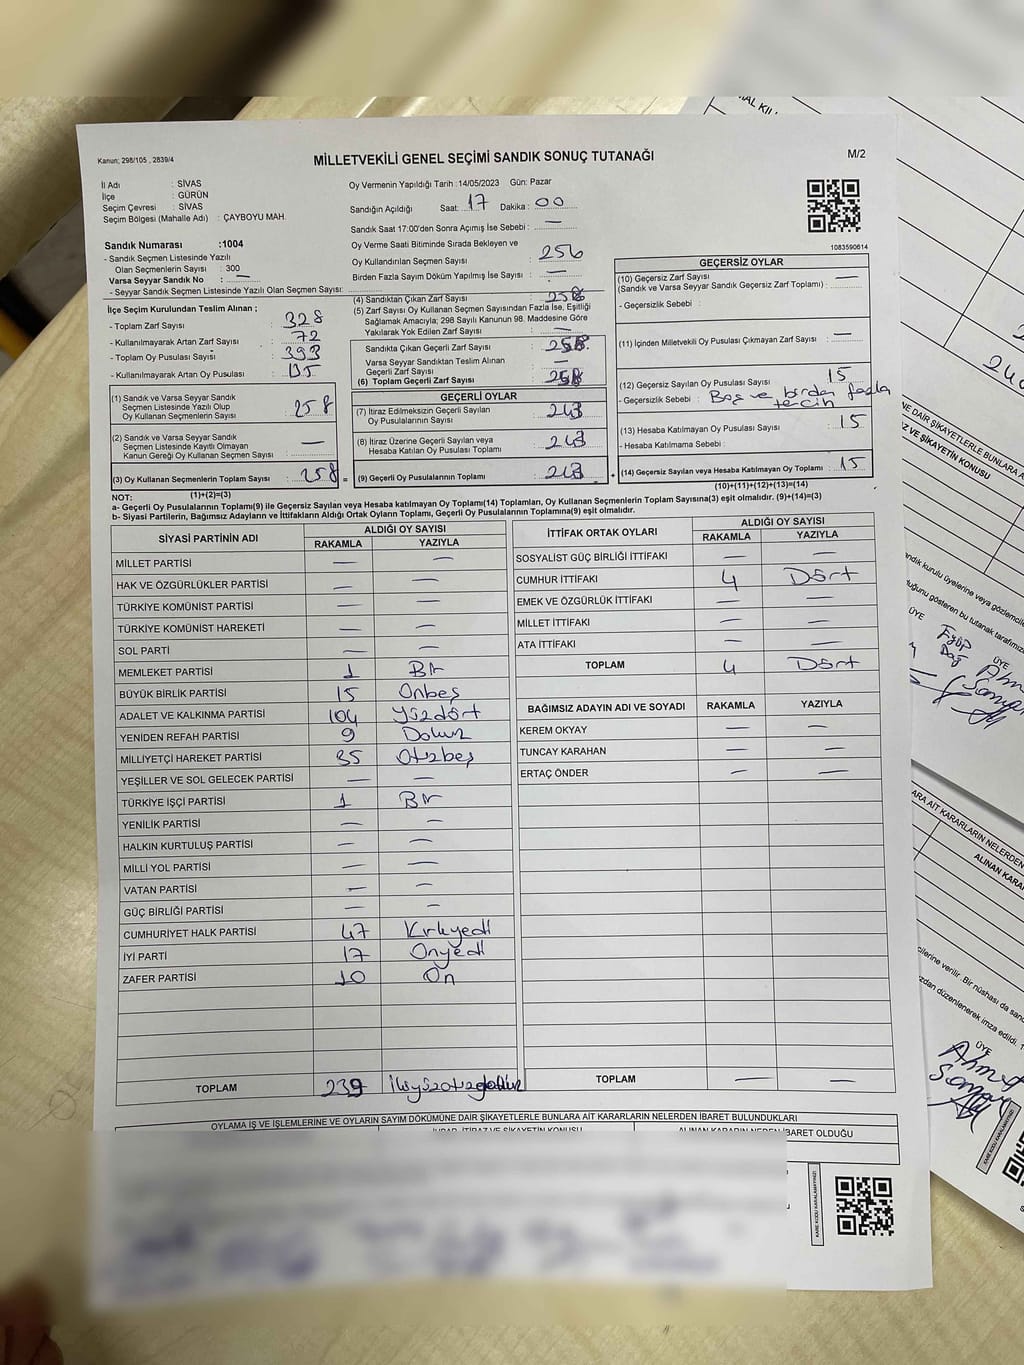 Kanun; 298/105 , 2839/4
MİLLETVEKİLİ GENEL SEÇİMİ SANDIK SONUÇ TUTANAĞI
M/2
İl Adı : SİVAS
İlçe : GÜRÜN
Seçim Çevresi : SİVAS
Seçim Bölgesi (Mahalle Adı) : ÇAYBOYU MAH.
Sandık Numarası :1004
- Sandık Seçmen Listesinde Yazılı
Olan Seçmenlerin Sayısı : 300
Varsa Seyyar Sandık No : —
- Seyyar Sandık Seçmen Listesinde Yazılı Olan Seçmen Sayısı:
Oy Vermenin Yapıldığı Tarih :14/05/2023 Gün: Pazar
Sandığın Açıldığı Saat: 17 Dakika : 00
Sandık Saat 17:00'den Sonra Açımış İse Sebebi : —
Oy Verme Saati Bitiminde Sırada Bekleyen ve
Oy Kullandırılan Seçmen Sayısı : 256
Birden Fazla Sayım Döküm Yapılmış İse Sayısı : —
1083590614
İlçe Seçim Kurulundan Teslim Alınan ;
- Toplam Zarf Sayısı : 328
- Kullanılmayarak Artan Zarf Sayısı : 72
- Toplam Oy Pusulası Sayısı : 393
- Kullanılmayarak Artan Oy Pusulası : 135
(1) Sandık ve Varsa Seyyar Sandık
Seçmen Listesinde Yazılı Olup
Oy Kullanan Seçmenlerin Sayısı : 258
(2) Sandık ve Varsa Seyyar Sandık
Seçmen Listesinde Kayıtlı Olmayan
Kanun Gereği Oy Kullanan Seçmen Sayısı : —
(3) Oy Kullanan Seçmenlerin Toplam Sayısı : 258 =
(4) Sandıktan Çıkan Zarf Sayısı : 258
(5) Zarf Sayısı Oy Kullanan Seçmen Sayısından Fazla İse, Eşitliği
Sağlamak Amacıyla; 298 Sayılı Kanunun 98. Maddesine Göre
Yakılarak Yok Edilen Zarf Sayısı : —
Sandıkta Çıkan Geçerli Zarf Sayısı : 258
Varsa Seyyar Sandıktan Teslim Alınan
Geçerli Zarf Sayısı : —
(6) Toplam Geçerli Zarf Sayısı : 258
GEÇERLİ OYLAR
(7) İtiraz Edilmeksizin Geçerli Sayılan
Oy Pusulalarının Sayısı : 243
(8) İtiraz Üzerine Geçerli Sayılan veya
Hesaba Katılan Oy Pusulası Toplamı : 243
(9) Geçerli Oy Pusulalarının Toplamı : 243 +
GEÇERSİZ OYLAR
(10) Geçersiz Zarf Sayısı : —
(Sandık ve Varsa Seyyar Sandık Geçersiz Zarf Toplamı) :
- Geçersizlik Sebebi :
(11) İçinden Milletvekili Oy Pusulası Çıkmayan Zarf Sayısı : —
(12) Geçersiz Sayılan Oy Pusulası Sayısı : 15
- Geçersizlik Sebebi : Boş ve birden fazla
tercih
(13) Hesaba Katılmayan Oy Pusulası Sayısı : 15
- Hesaba Katılmama Sebebi :
(14) Geçersiz Sayılan veya Hesaba Katılmayan Oy Toplamı : 15
NOT: (1)+(2)=(3)
(10)+(11)+(12)+(13)=(14)
a- Geçerli Oy Pusulalarının Toplamı(9) ile Geçersiz Sayılan veya Hesaba Katılmayan Oy Toplamı(14) Toplamları, Oy Kullanan Seçmenlerin Toplam Sayısına(3) eşit olmalıdır. (9)+(14)=(3)
b- Siyasi Partilerin, Bağımsız Adayların ve İttifakların Aldığı Ortak Oyların Toplamı, Geçerli Oy Pusulalarının Toplamına(9) eşit olmalıdır.
SİYASİ PARTİNİN ADI ALDIĞI OY SAYISI
RAKAMLA YAZIYLA
MİLLET PARTİSİ — —
HAK VE ÖZGÜRLÜKLER PARTİSİ — —
TÜRKİYE KOMÜNİST PARTİSİ — —
TÜRKİYE KOMÜNİST HAREKETİ — —
SOL PARTİ — —
MEMLEKET PARTİSİ 1 Bir
BÜYÜK BİRLİK PARTİSİ 15 Onbeş
ADALET VE KALKINMA PARTİSİ 104 Yüzdört
YENİDEN REFAH PARTİSİ 9 Dokuz
MİLLİYETÇİ HAREKET PARTİSİ 35 Otzbeş
YEŞİLLER VE SOL GELECEK PARTİSİ — —
TÜRKİYE İŞÇİ PARTİSİ 1 Bir
YENİLİK PARTİSİ — —
HALKIN KURTULUŞ PARTİSİ — —
MİLLİ YOL PARTİSİ — —
VATAN PARTİSİ — —
GÜÇ BİRLİĞİ PARTİSİ — —
CUMHURİYET HALK PARTİSİ 47 Kırkyedi
İYİ PARTİ 17 Onyedi
ZAFER PARTİSİ 10 On
TOPLAM 239 İkiyüzotuzdokuz
İTTİFAK ORTAK OYLARI ALDIĞI OY SAYISI
RAKAMLA YAZIYLA
SOSYALİST GÜÇ BİRLİĞİ İTTİFAKI — —
CUMHUR İTTİFAKI 4 Dört
EMEK VE ÖZGÜRLÜK İTTİFAKI — —
MİLLET İTTİFAKI — —
ATA İTTİFAKI — —
TOPLAM 4 Dört
BAĞIMSIZ ADAYIN ADI VE SOYADI RAKAMLA YAZIYLA
KEREM OKYAY — —
TUNCAY KARAHAN — —
ERTAÇ ÖNDER — —
TOPLAM — —
OYLAMA İŞ VE İŞLEMLERİNE VE OYLARIN SAYIM DÖKÜMÜNE DAİR ŞİKAYETLERLE BUNLARA AİT KARARLARIN NELERDEN İBARET BULUNDUKLARI
KARE KODU KARALAMAYINIZ!
ÜYE
Eyüp
Dağ
ÜYE
ÜYE
Ahmet
KARE KODU KARALAMAYINIZ!